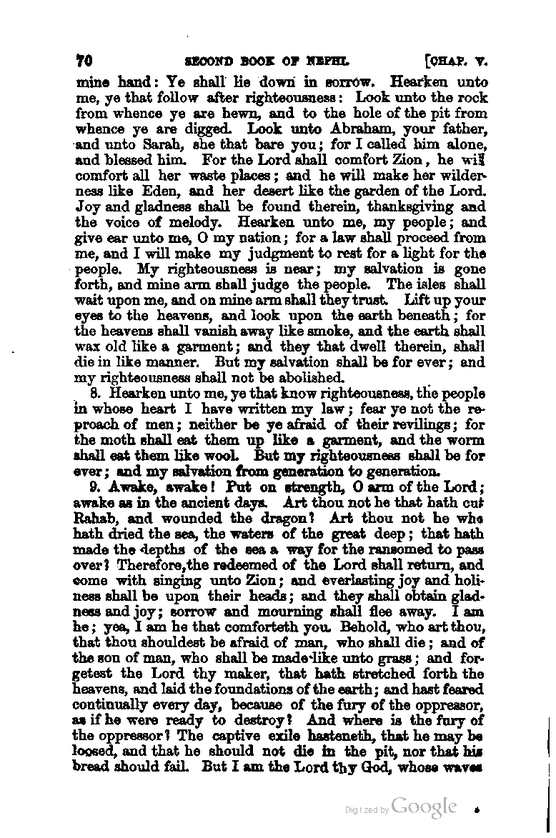 70 SECOND BOOK OF NEPHI. [CHAP. V.
mine hand: Ye shall lie down in sorrow. Hearken unto
me, ye that follow after righteousness: Look unto the rock
from whence ye are hewn, and to the hole of the pit from
whence ye are digged. Look unto Abraham, your father,
and unto Sarah, she that bare you; for I called him alone,
and blessed him. For the Lord shall comfort Zion, he will
comfort all her waste places; and he will make her wilder-
ness like Eden, and her desert like the garden of the Lord.
Joy and gladness shall be found therein, thanksgiving and
the voice of melody. Hearken unto me, my people; and
give ear unto me, O my nation; for a law shall proceed from
me, and I will make my judgment to rest for a light for the
people. My righteousness is near; my salvation is gone
forth, and mine arm shall judge the people. The isles shall
wait upon me, and on mine arm shall they trust. Lift up your
eyes to the heavens, and look upon the earth beneath; for
the heavens shall vanish away like smoke, and the earth shall
wax old like a garment; and they that dwell therein, shall
die in like manner. But my salvation shall be for ever; and
my righteousness shall not be abolished.
8. Hearken unto me, ye that know righteousness, the people
in whose heart I have written my law; fear ye not the re-
proach of men; neither be ye afraid of their revilings; for
the moth shall eat them up like a garment, and the worm
shall eat them like wool. But my righteousness shall be for
ever; and my salvation from generation to generation.
9. Awake, awake! Put on strength, O arm of the Lord;
awake as in the ancient days. Art thou not he that hath cut
Rahab, and wounded the dragon? Art thou not he who
hath dried the sea, the waters of the great deep; that hath
made the depths of the sea a way for the ransomed to pass
over? Therefore, the redeemed of the Lord shall return, and
come with singing unto Zion; and everlasting joy and holi-
ness shall be upon their heads; and they shall obtain glad-
ness and joy; sorrow and mourning shall flee away. I am
he; yea, I am he that comforteth you. Behold, who art thou,
that thou shouldest be afraid of man, who shall die; and of
the son of man, who shall be made like unto grass; and for-
getest the Lord thy maker, that hath stretched forth the
heavens, and laid the foundations of the earth; and hast feared
continually every day, because of the fury of the oppressor,
as if he were ready to destroy? And where is the fury of
the oppressor? The captive exile hasteneth, that he may be
loosed, and that he should not die in the pit, nor that his
bread should fail. But I am the Lord thy God, whose waves
Digitized by Google